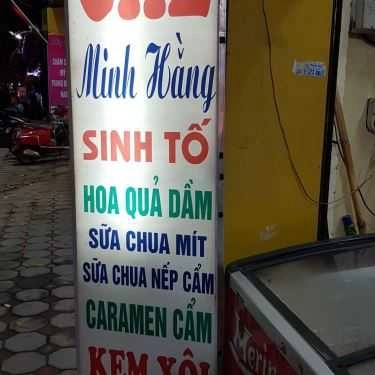 Minh Hằng
SINH TỐ
HOA QUẢ DẦM
SỮA CHUA MÍT
SỮA CHUA NẾP CẨM
CARAMEN CẨM
KEM XÔI